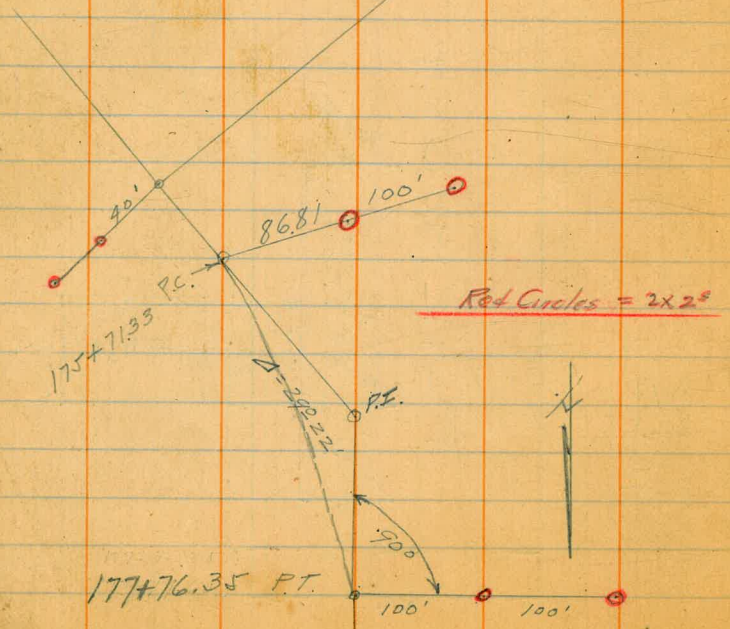 40'
86.81
100'
P.C.
175+71.33
Red Circles = 2x2s
Δ = 29°22'
P.I.
90°
177+76.35 P.T.
100'
100'